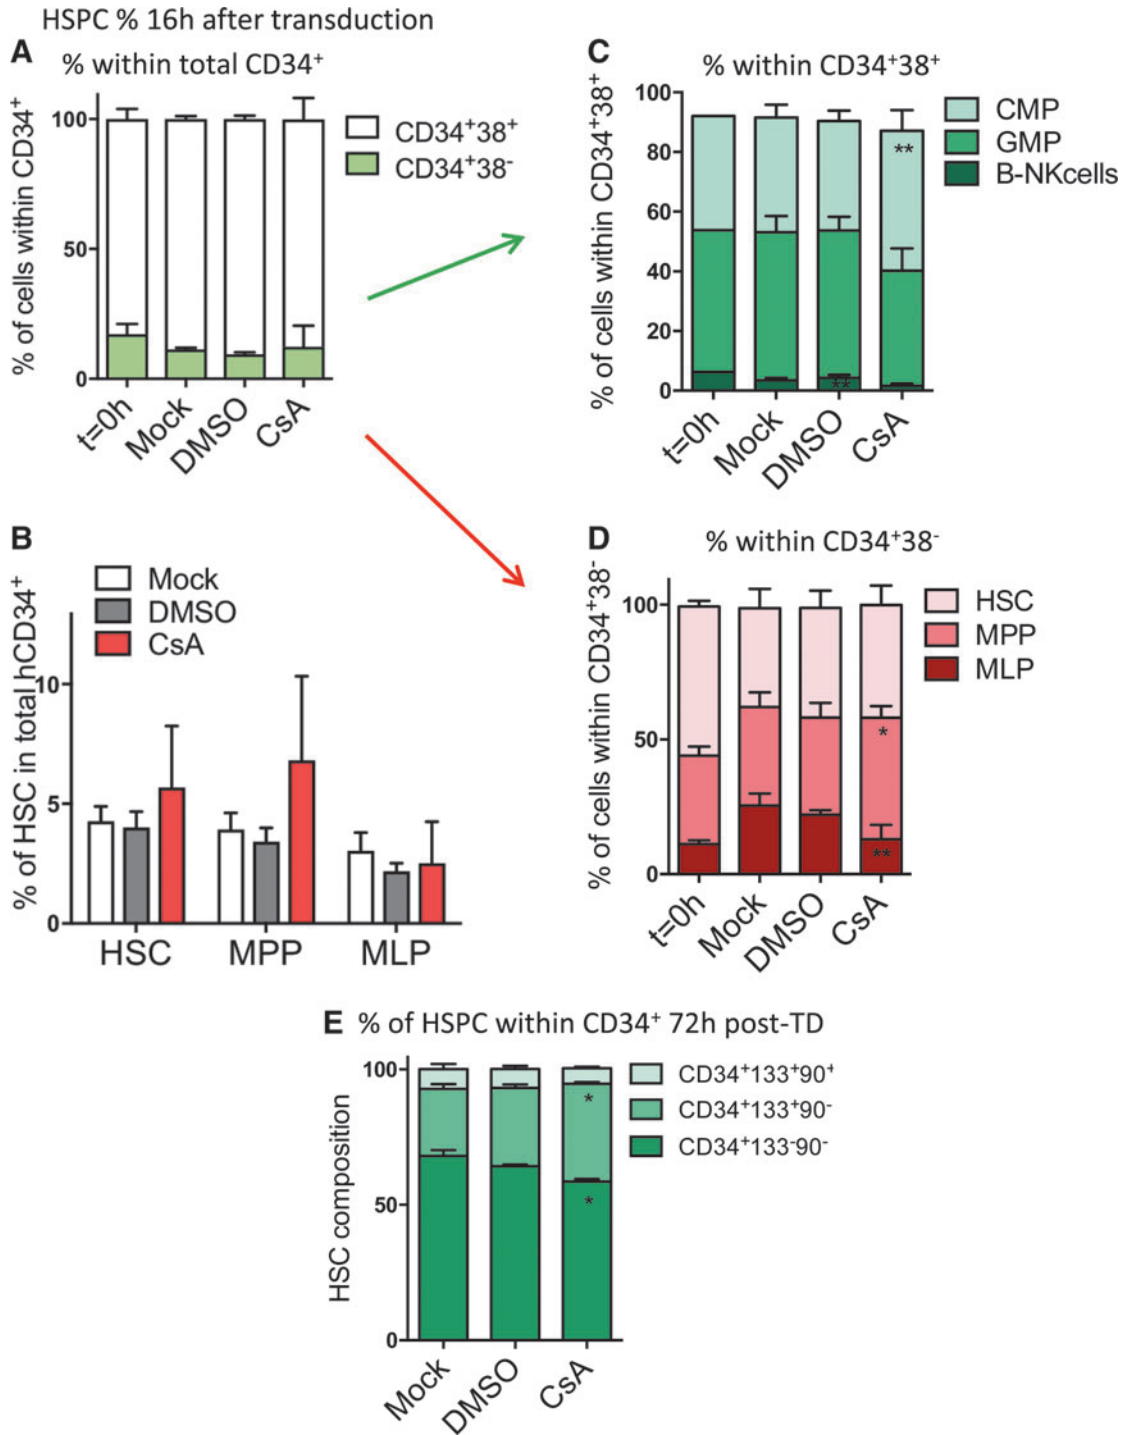 HSPC % 16h after transduction
A
% within total CD34⁺
% of cells within CD34⁺
100
50
0
CD34⁺38⁺
CD34⁺38⁻
t=0h
Mock
DMSO
CsA
B
% of HSC in total hCD34⁺
Mock
DMSO
CsA
10
5
0
HSC
MPP
MLP
C
% within CD34⁺38⁺
% of cells within CD34⁺38⁺
100
80
60
40
20
0
CMP
GMP
B-NKcells
**
**
t=0h
Mock
DMSO
CsA
D
% within CD34⁺38⁻
% of cells within CD34⁺38⁻
100
50
0
HSC
MPP
MLP
*
**
t=0h
Mock
DMSO
CsA
E % of HSPC within CD34⁺ 72h post-TD
HSC composition
100
50
0
CD34⁺133⁺90⁺
CD34⁺133⁺90⁻
CD34⁺133⁻90⁻
*
*
Mock
DMSO
CsA